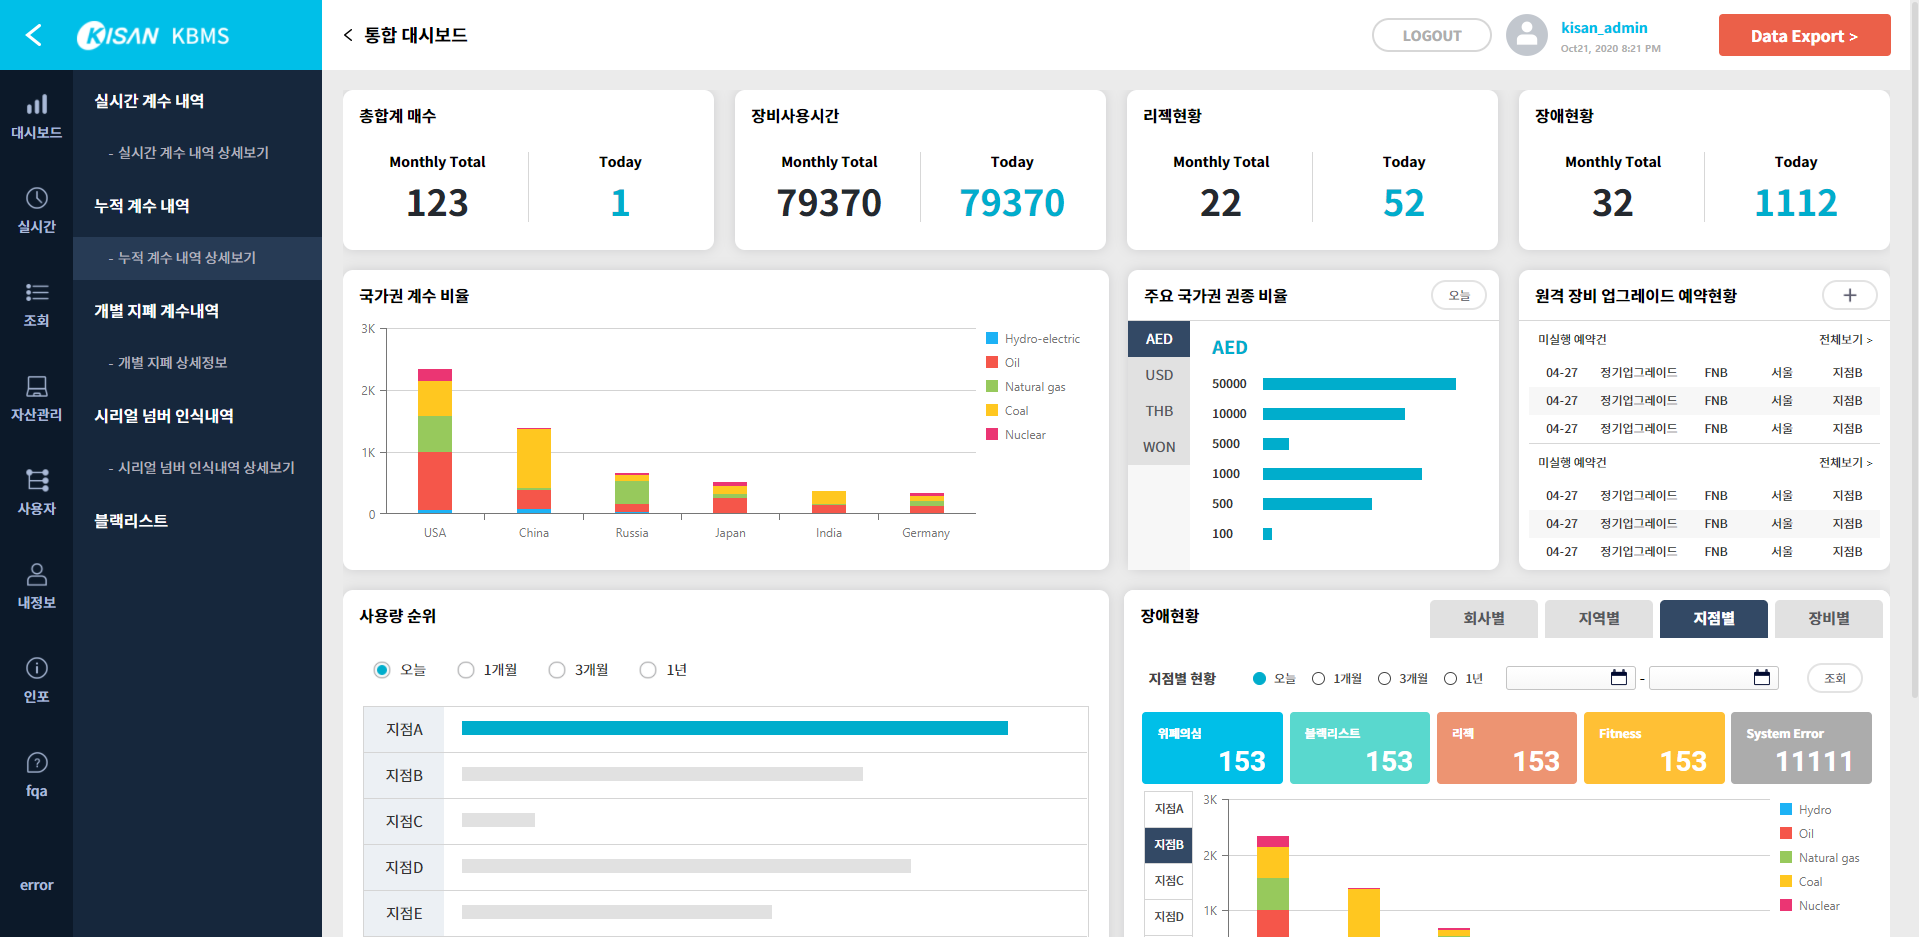 KISAN KBMS
통합 대시보드
LOGOUT
kisan_admin
Oct21, 2020 8:21 PM
Data Export >
대시보드
실시간
조회
자산관리
사용자
내정보
인포
fqa
error
실시간 계수 내역
- 실시간 계수 내역 상세보기
누적 계수 내역
- 누적 계수 내역 상세보기
개별 지폐 계수내역
- 개별 지폐 상세정보
시리얼 넘버 인식내역
- 시리얼 넘버 인식내역 상세보기
블랙리스트
총합계 매수
Monthly Total Today
123 1
장비사용시간
Monthly Total Today
79370 79370
리젝현황
Monthly Total Today
22 52
장애현황
Monthly Total Today
32 1112
국가권 계수 비율
3K
2K
1K
0
USA China Russia Japan India Germany
Hydro-electric
Oil
Natural gas
Coal
Nuclear
주요 국가권 권종 비율
오늘
AED
USD
THB
WON
AED
50000
10000
5000
1000
500
100
원격 장비 업그레이드 예약현황
미실행 예약건 전체보기 >
04-27 정기업그레이드 FNB 서울 지점B
04-27 정기업그레이드 FNB 서울 지점B
04-27 정기업그레이드 FNB 서울 지점B
미실행 예약건 전체보기 >
04-27 정기업그레이드 FNB 서울 지점B
04-27 정기업그레이드 FNB 서울 지점B
04-27 정기업그레이드 FNB 서울 지점B
사용량 순위
오늘 1개월 3개월 1년
지점A
지점B
지점C
지점D
지점E
장애현황
회사별 지역별 지점별 장비별
지점별 현황 오늘 1개월 3개월 1년 - 조회
위폐의심
153
블랙리스트
153
리젝
153
Fitness
153
System Error
11111
지점A
지점B
지점C
지점D
3K
2K
1K
Hydro
Oil
Natural gas
Coal
Nuclear